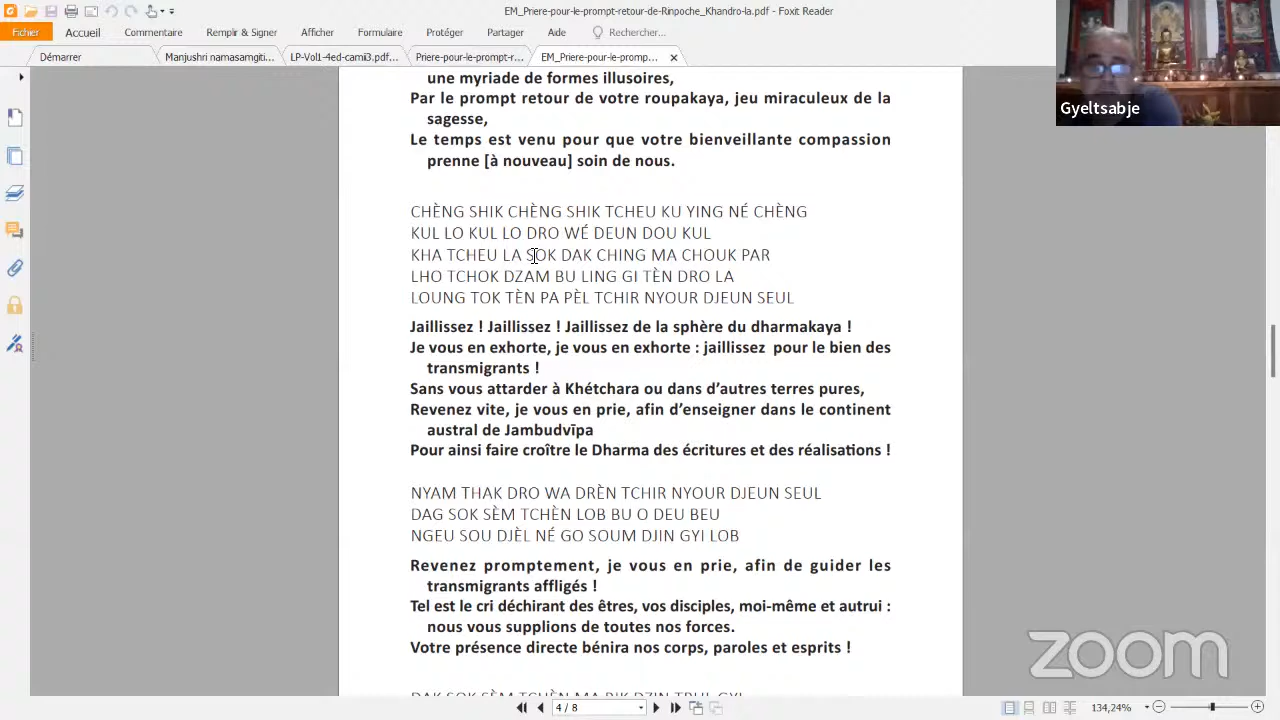 EM_Priere-pour-le-prompt-retour-de-Rinpoche_Khandro-la.pdf - Foxit Reader
Fichier Accueil Commentaire Remplir & Signer Afficher Formulaire Protéger Partager Aide Rechercher...
Démarrer Manjushri namasamgiti... LP-Vol1-4ed-camii3.pdf... Priere-pour-le-prompt-r... EM_Priere-pour-le-promp...
Gyeltsabje
une myriade de formes illusoires,
Par le prompt retour de votre roupakaya, jeu miraculeux de la
sagesse,
Le temps est venu pour que votre bienveillante compassion
prenne [à nouveau] soin de nous.
CHÈNG SHIK CHÈNG SHIK TCHEU KU YING NÉ CHÈNG
KUL LO KUL LO DRO WÉ DEUN DOU KUL
KHA TCHEU LA SOK DAK CHING MA CHOUK PAR
LHO TCHOK DZAM BU LING GI TÈN DRO LA
LOUNG TOK TÈN PA PÈL TCHIR NYOUR DJEUN SEUL
Jaillissez ! Jaillissez ! Jaillissez de la sphère du dharmakaya !
Je vous en exhorte, je vous en exhorte : jaillissez pour le bien des
transmigrants !
Sans vous attarder à Khétchara ou dans d’autres terres pures,
Revenez vite, je vous en prie, afin d’enseigner dans le continent
austral de Jambudvīpa
Pour ainsi faire croître le Dharma des écritures et des réalisations !
NYAM THAK DRO WA DRÈN TCHIR NYOUR DJEUN SEUL
DAG SOK SÈM TCHÈN LOB BU O DEU BEU
NGEU SOU DJÈL NÉ GO SOUM DJIN GYI LOB
Revenez promptement, je vous en prie, afin de guider les
transmigrants affligés !
Tel est le cri déchirant des êtres, vos disciples, moi-même et autrui :
nous vous supplions de toutes nos forces.
Votre présence directe bénira nos corps, paroles et esprits !
DAK SOK SÈM TCHÈN MA RIK DZIN TRUL GYI
zoom
4 / 8 134,24%